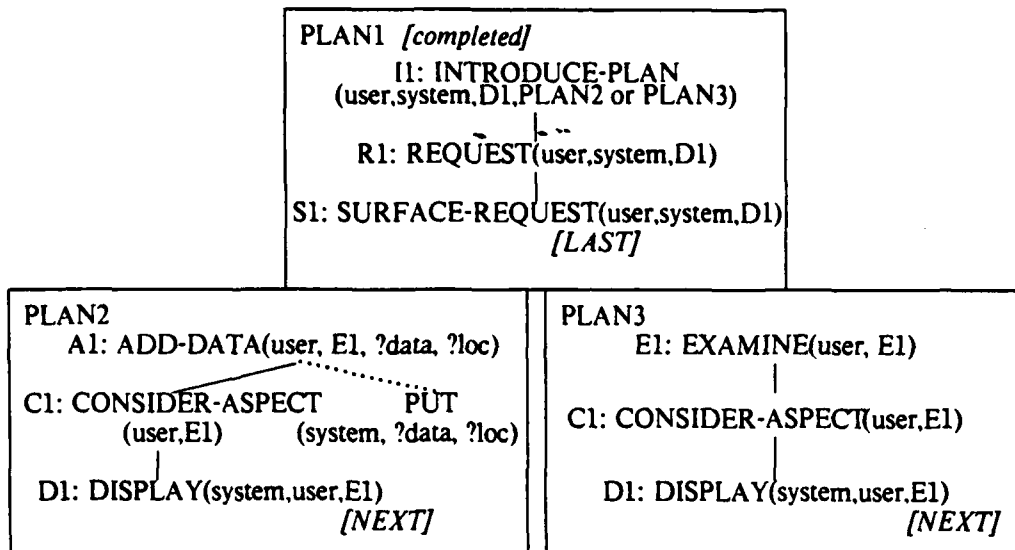 PLAN1 [completed]
I1: INTRODUCE-PLAN
(user,system,D1,PLAN2 or PLAN3)
R1: REQUEST(user,system,D1)
S1: SURFACE-REQUEST(user,system,D1)
[LAST]
PLAN2
A1: ADD-DATA(user, E1, ?data, ?loc)
C1: CONSIDER-ASPECT PUT
(user,E1) (system, ?data, ?loc)
D1: DISPLAY(system,user,E1)
[NEXT]
PLAN3
E1: EXAMINE(user, E1)
C1: CONSIDER-ASPECT(user,E1)
D1: DISPLAY(system,user,E1)
[NEXT]